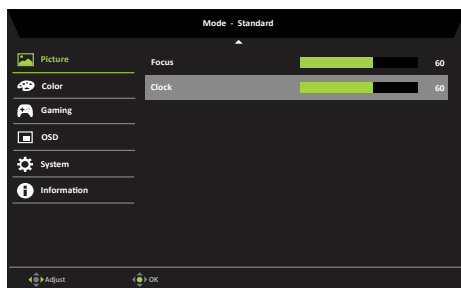 Mode - Standard
Picture
Focus 60
Color
Clock 60
Gaming
OSD
System
Information
Adjust OK